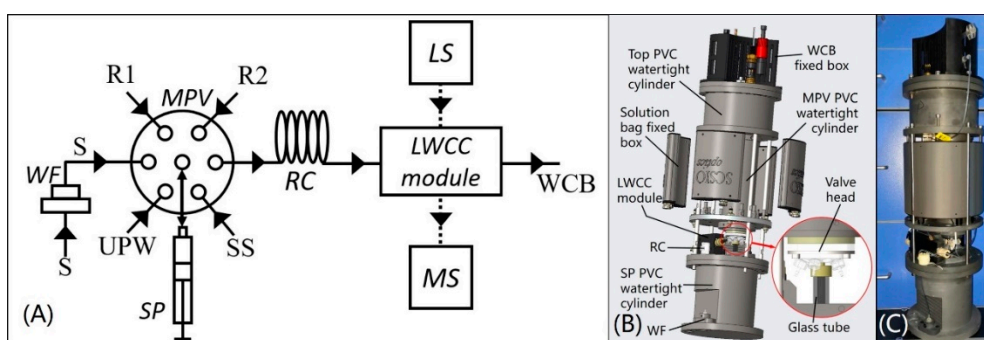 R1
MPV
R2
S
WF
S
UPW
SS
SP
RC
LS
LWCC
module
MS
WCB
(A)
Top PVC
watertight
cylinder
WCB
fixed box
Solution
bag fixed
box
MPV PVC
watertight
cylinder
SCSIO
optics
LWCC
module
Valve
head
RC
SP PVC
watertight
cylinder
WF
Glass tube
(B)
(C)